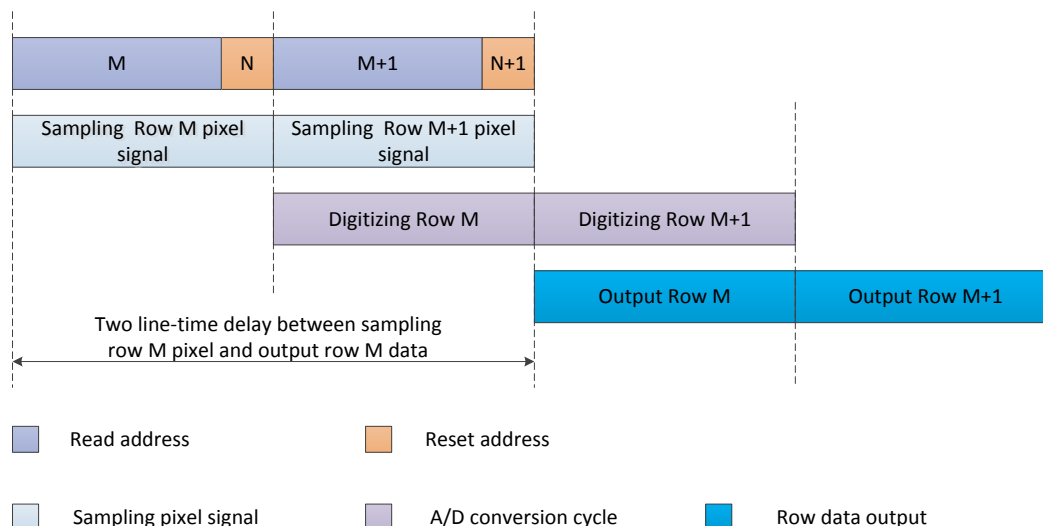 M N M+1 N+1
Sampling Row M pixel
signal
Sampling Row M+1 pixel
signal
Digitizing Row M Digitizing Row M+1
Output Row M Output Row M+1
Two line-time delay between sampling
row M pixel and output row M data
Read address Reset address
Sampling pixel signal A/D conversion cycle Row data output